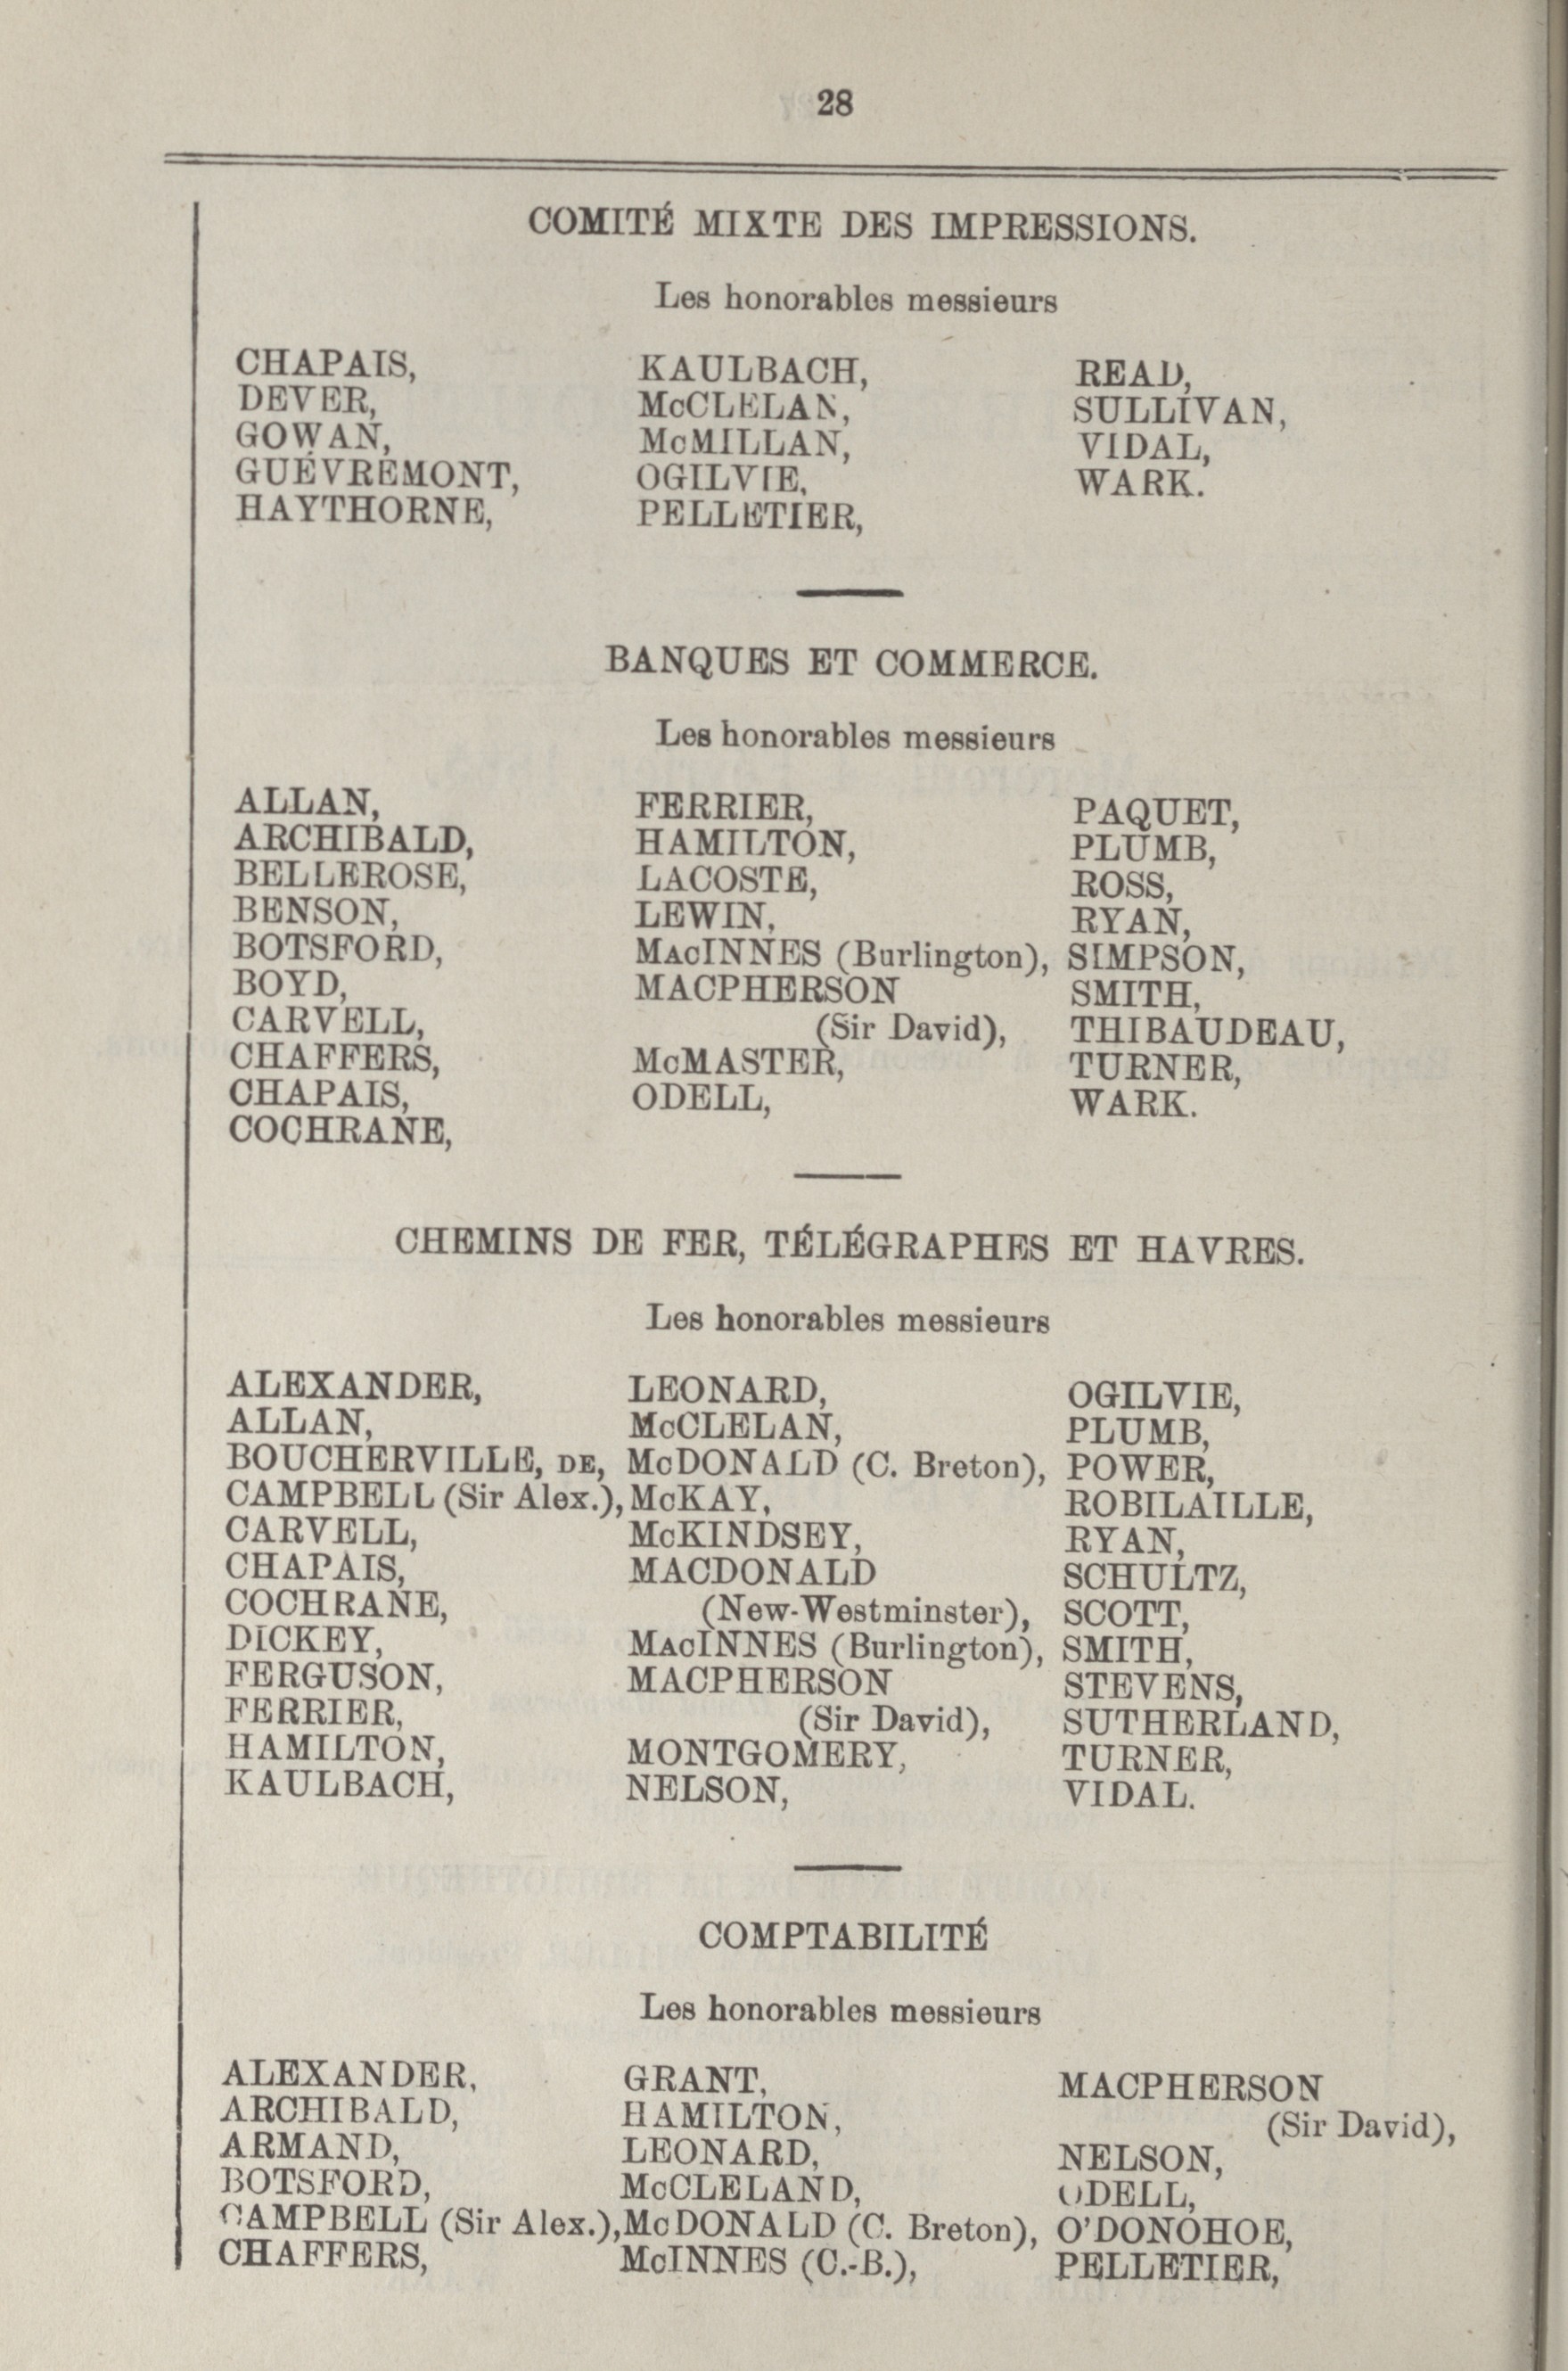 28
COMITÉ MIXTE DES IMPRESSIONS.
Les honorables messieurs
CHAPAIS,
DEVER,
GOWAN,
GUÉVREMONT,
HAYTHORNE,
KAULBACH,
McCLELAN,
McMILLAN,
OGILVIE,
PELLETIER,
READ,
SULLIVAN,
VIDAL,
WARK.
BANQUES ET COMMERCE.
Les honorables messieurs
ALLAN,
ARCHIBALD,
BELLEROSE,
BENSON,
BOTSFORD,
BOYD,
CARVELL,
CHAFFERS,
CHAPAIS,
COCHRANE,
FERRIER,
HAMILTON,
LACOSTE,
LEWIN,
MacINNES (Burlington),
MACPHERSON
(Sir David),
McMASTER,
ODELL,
PAQUET,
PLUMB,
ROSS,
RYAN,
SIMPSON,
SMITH,
THIBAUDEAU,
TURNER,
WARK.
CHEMINS DE FER, TÉLÉGRAPHES ET HAVRES.
Les honorables messieurs
ALEXANDER,
ALLAN,
BOUCHERVILLE, DE,
CAMPBELL (Sir Alex.),
CARVELL,
CHAPAIS,
COCHRANE,
DICKEY,
FERGUSON,
FERRIER,
HAMILTON,
KAULBACH,
LEONARD,
McCLELAN,
McDONALD (C. Breton),
McKAY,
McKINDSEY,
MACDONALD
(New-Westminster),
MacINNES (Burlington),
MACPHERSON
(Sir David),
MONTGOMERY,
NELSON,
OGILVIE,
PLUMB,
POWER,
ROBILAILLE,
RYAN,
SCHULTZ,
SCOTT,
SMITH,
STEVENS,
SUTHERLAND,
TURNER,
VIDAL.
COMPTABILITÉ
Les honorables messieurs
ALEXANDER,
ARCHIBALD,
ARMAND,
BOTSFORD,
CAMPBELL (Sir Alex.),
CHAFFERS,
GRANT,
HAMILTON,
LEONARD,
McCLELAND,
McDONALD (C. Breton),
McINNES (C.-B.),
MACPHERSON
(Sir David),
NELSON,
ODELL,
O'DONOHOE,
PELLETIER,